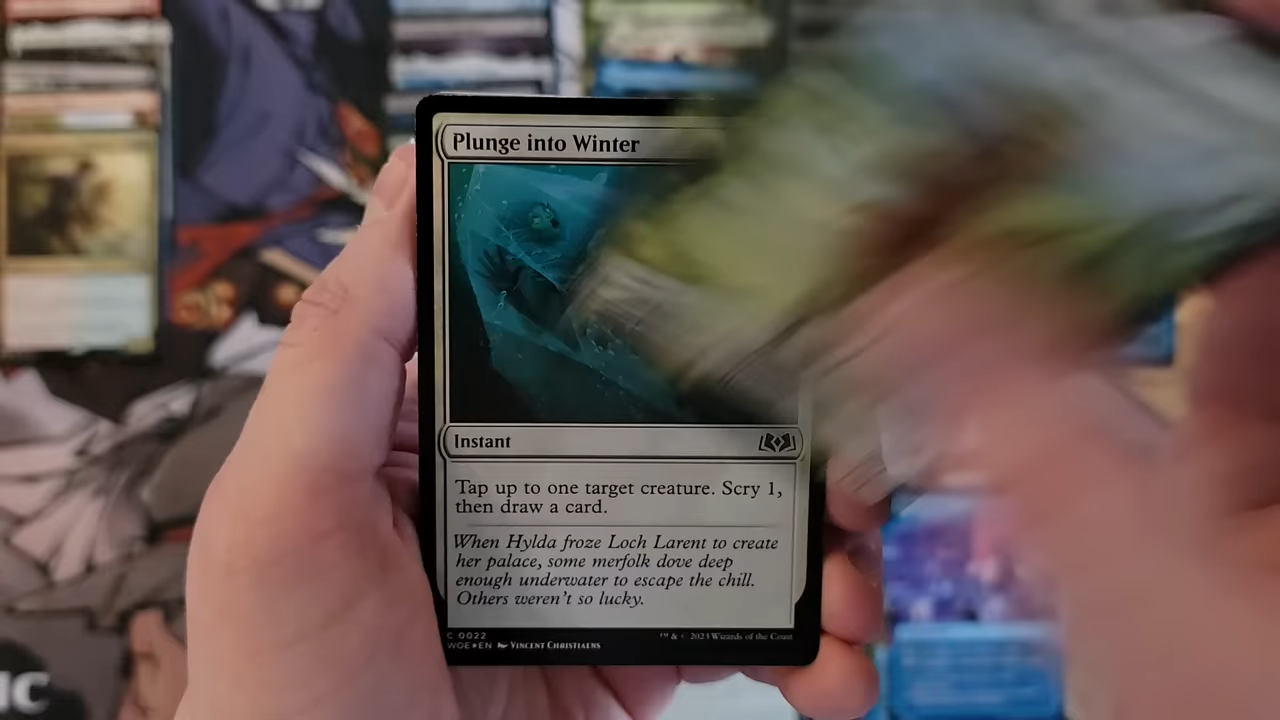 Plunge into Winter
Instant
Tap up to one target creature. Scry 1,
then draw a card.
When Hylda froze Loch Larent to create
her palace, some merfolk dove deep
enough underwater to escape the chill.
Others weren't so lucky.
C 0022
™ & © 2023 Wizards of the Coast
WOE★EN Vincent Christiaens
IC